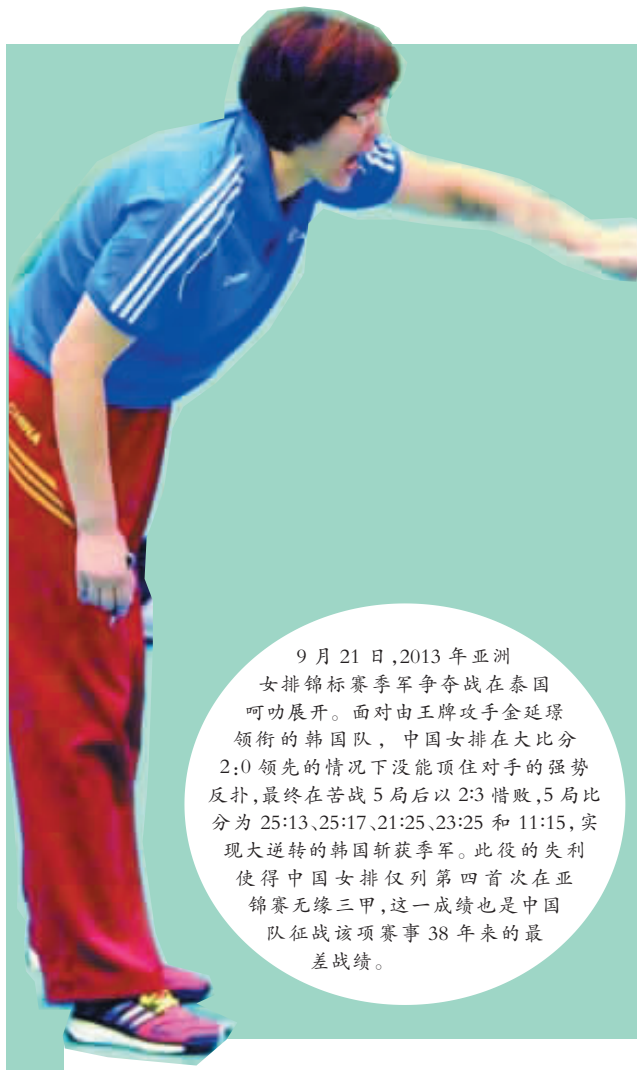 CHINA
9 月 21 日,2013 年亚洲
女排锦标赛季军争夺战在泰国
呵叻展开。面对由王牌攻手金延璟
领衔的韩国队，中国女排在大比分
2:0 领先的情况下没能顶住对手的强势
反扑,最终在苦战 5 局后以 2:3 惜败,5 局比
分为 25:13、25:17、21:25、23:25 和 11:15,实
现大逆转的韩国斩获季军。此役的失利
使得中国女排仅列第四首次在亚
锦赛无缘三甲,这一成绩也是中国
队征战该项赛事 38 年来的最
差战绩。